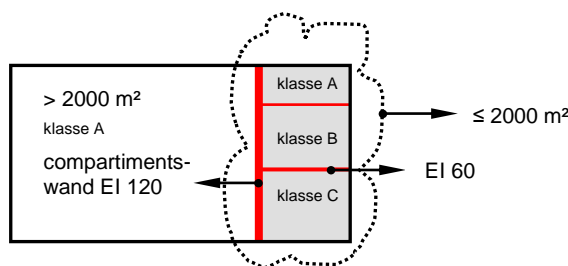 > 2000 m²
klasse A
compartiments-
wand EI 120
klasse A
klasse B
klasse C
≤ 2000 m²
EI 60